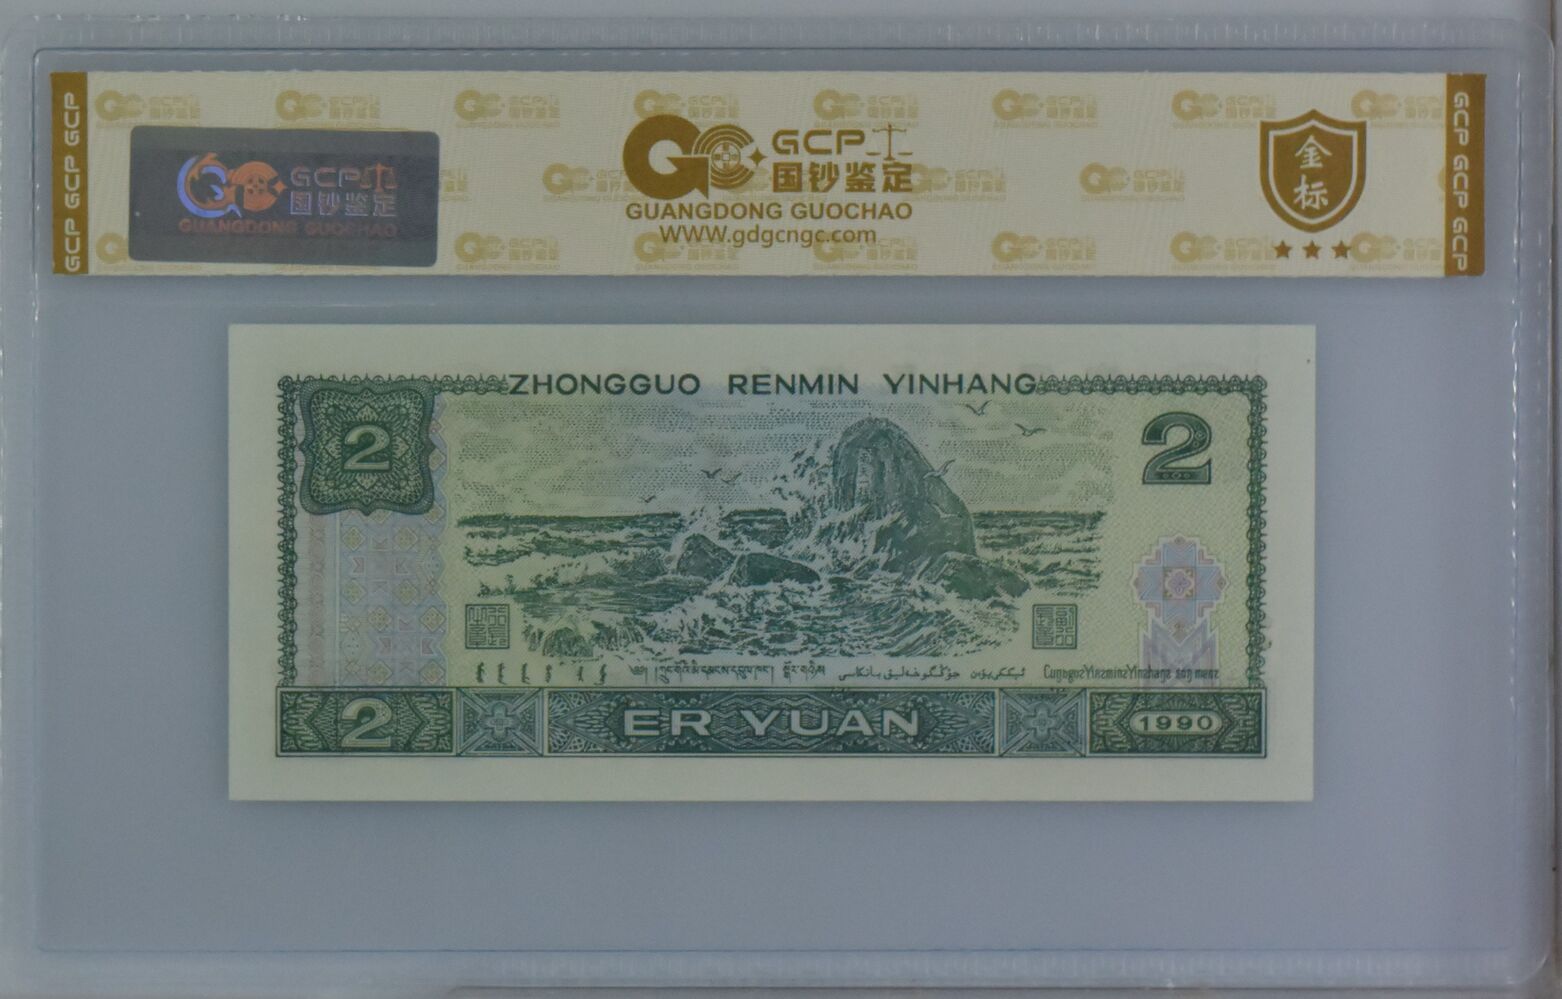 GCP GCP GCP
GCP 国钞鉴定
GUANGDONG GUOCHAO
GCP
国钞鉴定
GUANGDONG GUOCHAO
WWW.gdgcngc.com
金
标
GCP GCP GCP
ZHONGGUO RENMIN YINHANG
2
2
2
ER YUAN
1990